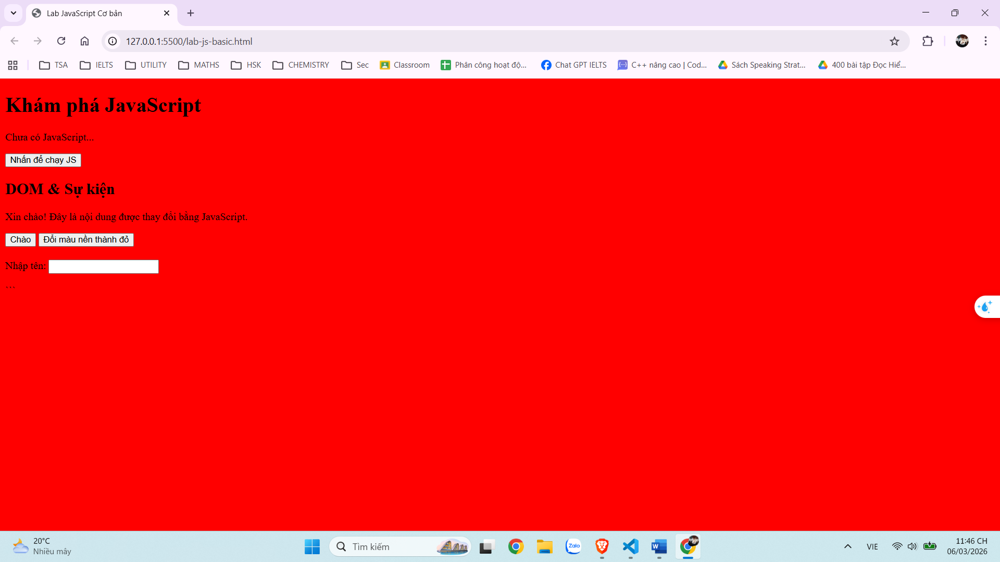 Lab JavaScript Cơ bản
127.0.0.1:5500/lab-js-basic.html
TSA IELTS UTILITY MATHS HSK CHEMISTRY Sec Classroom Phân công hoạt độ... Chat GPT IELTS C++ nâng cao | Cod... Sách Speaking Strat... 400 bài tập Đọc Hiể...
Khám phá JavaScript
Chưa có JavaScript...
Nhấn để chạy JS
DOM & Sự kiện
Xin chào! Đây là nội dung được thay đổi bằng JavaScript.
Chào Đổi màu nền thành đỏ
Nhập tên:
```
20°C
Nhiều mây
Tìm kiếm
Zalo
W
VIE
11:46 CH
06/03/2026